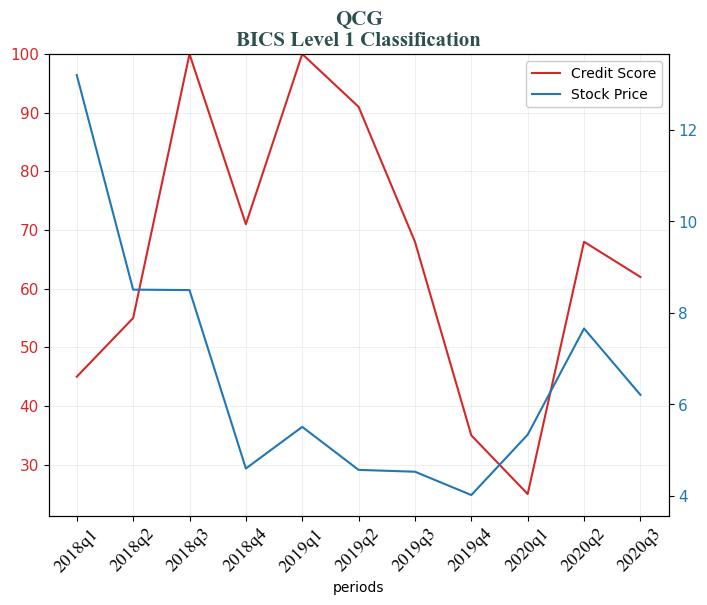 QCG
BICS Level 1 Classification
Credit Score
Stock Price
100
90
80
70
60
50
40
30
12
10
8
6
4
2018q1
2018q2
2018q3
2018q4
2019q1
2019q2
2019q3
2019q4
2020q1
2020q2
2020q3
periods